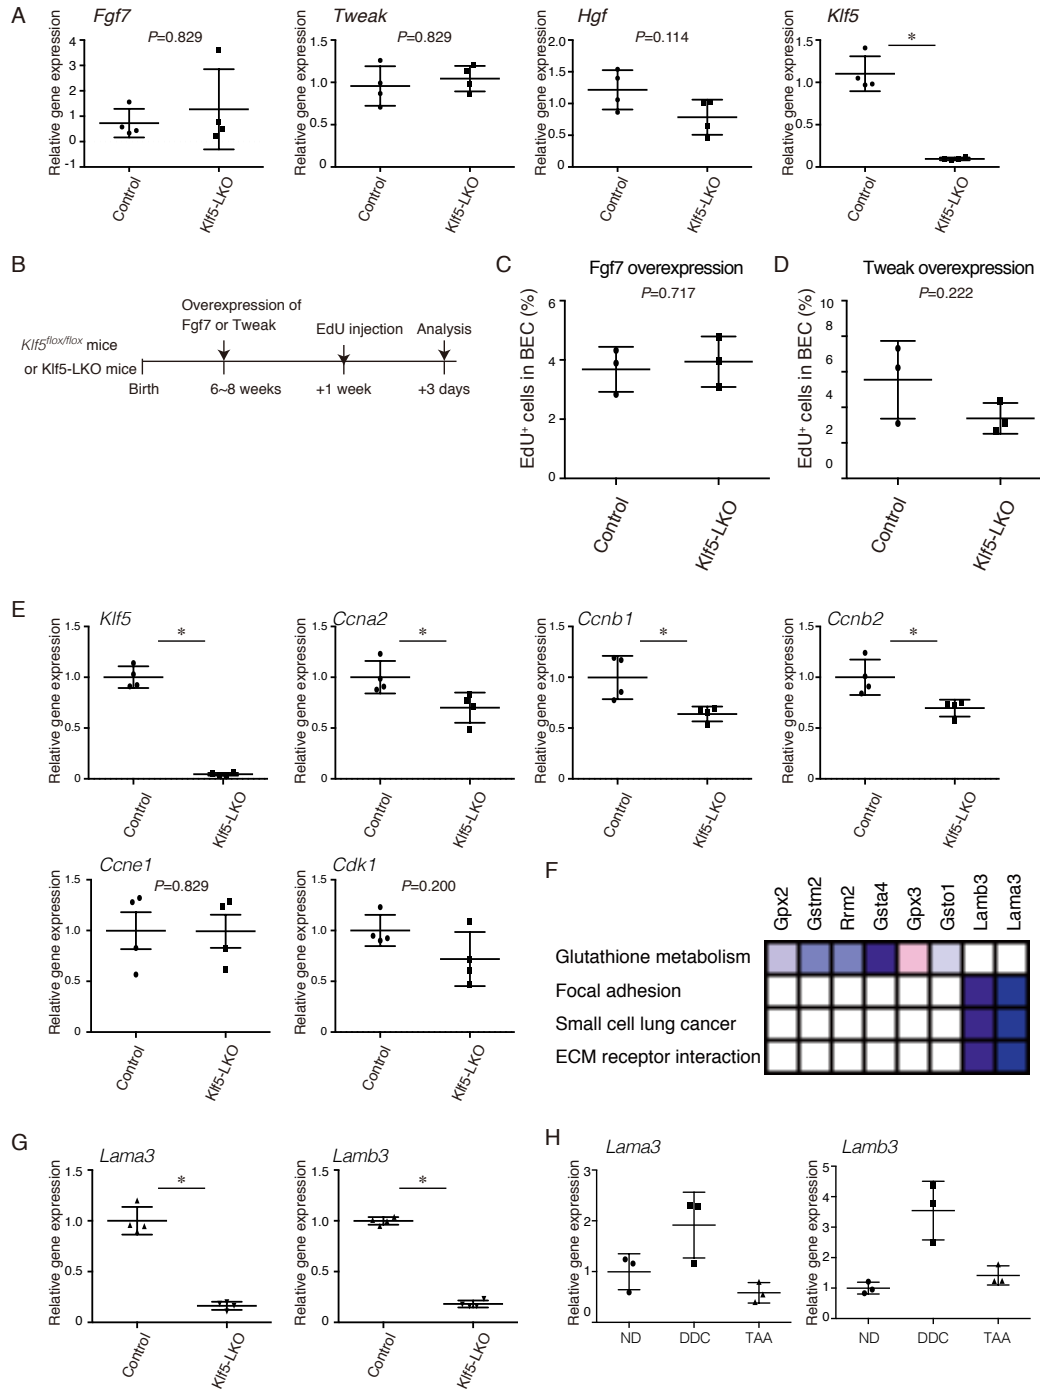 A
Fgf7
Relative gene expression
P=0.829
4
3
2
1
0
-1
Control
Klf5-LKO
Tweak
Relative gene expression
P=0.829
1.5
1.0
0.5
0
Control
Klf5-LKO
Hgf
Relative gene expression
P=0.114
2.0
1.5
1.0
0.5
0
Control
Klf5-LKO
Klf5
Relative gene expression
*
1.5
1.0
0.5
0
Control
Klf5-LKO
B
Klf5flox/flox mice
or Klf5-LKO mice
Overexpression of
Fgf7 or Tweak
EdU injection
Analysis
Birth
6~8 weeks
+1 week
+3 days
C
Fgf7 overexpression
P=0.717
EdU+ cells in BEC (%)
6
4
2
0
Control
Klf5-LKO
D
Tweak overexpression
P=0.222
EdU+ cells in BEC (%)
10
8
6
4
2
0
Control
Klf5-LKO
E
Klf5
Relative gene expression
*
1.5
1.0
0.5
0
Control
Klf5-LKO
Ccna2
Relative gene expression
*
1.5
1.0
0.5
0
Control
Klf5-LKO
Ccnb1
Relative gene expression
*
1.5
1.0
0.5
0
Control
Klf5-LKO
Ccnb2
Relative gene expression
*
1.5
1.0
0.5
0
Control
Klf5-LKO
Ccne1
Relative gene expression
P=0.829
1.5
1.0
0.5
0
Control
Klf5-LKO
Cdk1
Relative gene expression
P=0.200
1.5
1.0
0.5
0
Control
Klf5-LKO
F
Gpx2
Gstm2
Rrm2
Gsta4
Gpx3
Gsto1
Lamb3
Lama3
Glutathione metabolism
Focal adhesion
Small cell lung cancer
ECM receptor interaction
G
Lama3
Relative gene expression
*
1.5
1.0
0.5
0
Control
Klf5-LKO
Lamb3
Relative gene expression
*
1.5
1.0
0.5
0
Control
Klf5-LKO
H
Lama3
Relative gene expression
3
2
1
0
ND
DDC
TAA
Lamb3
Relative gene expression
5
4
3
2
1
0
ND
DDC
TAA